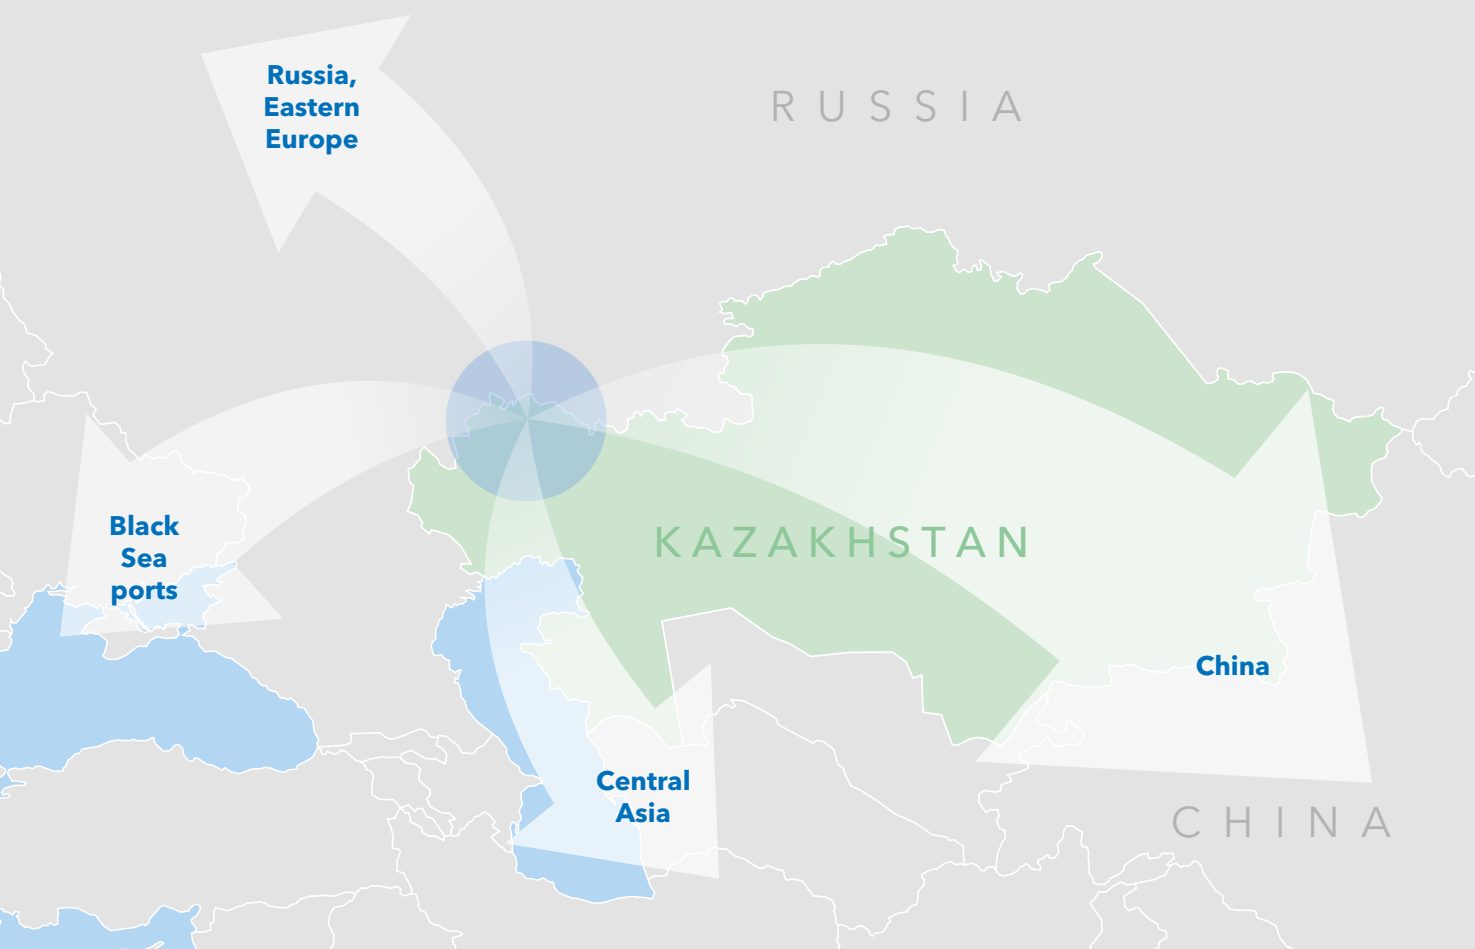 Russia,
Eastern
Europe
RUSSIA
KAZAKHSTAN
Black
Sea
ports
China
Central
Asia
CHINA